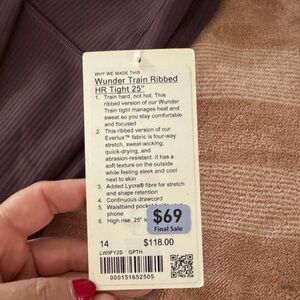 WHY WE MADE THIS
Wunder Train Ribbed
HR Tight 25"
1. Train hard, not hot. This
ribbed version of our Wunder
Train tight manages heat and
sweat so you stay comfortable
and focused
2. This ribbed version of our
Everlux™ fabric is four-way
stretch, sweat-wicking,
quick-drying, and
abrasion-resistant. It has a
soft texture on the outside
while feeling sleek and cool
next to skin
3. Added Lycra® fibre for stretch
and shape retention
4. Continuous drawcord
5. Waistband pocket
phone
6. High rise, 25"
$69
Final Sale
14 $118.00
LW5FY2S GPTH
000151652505